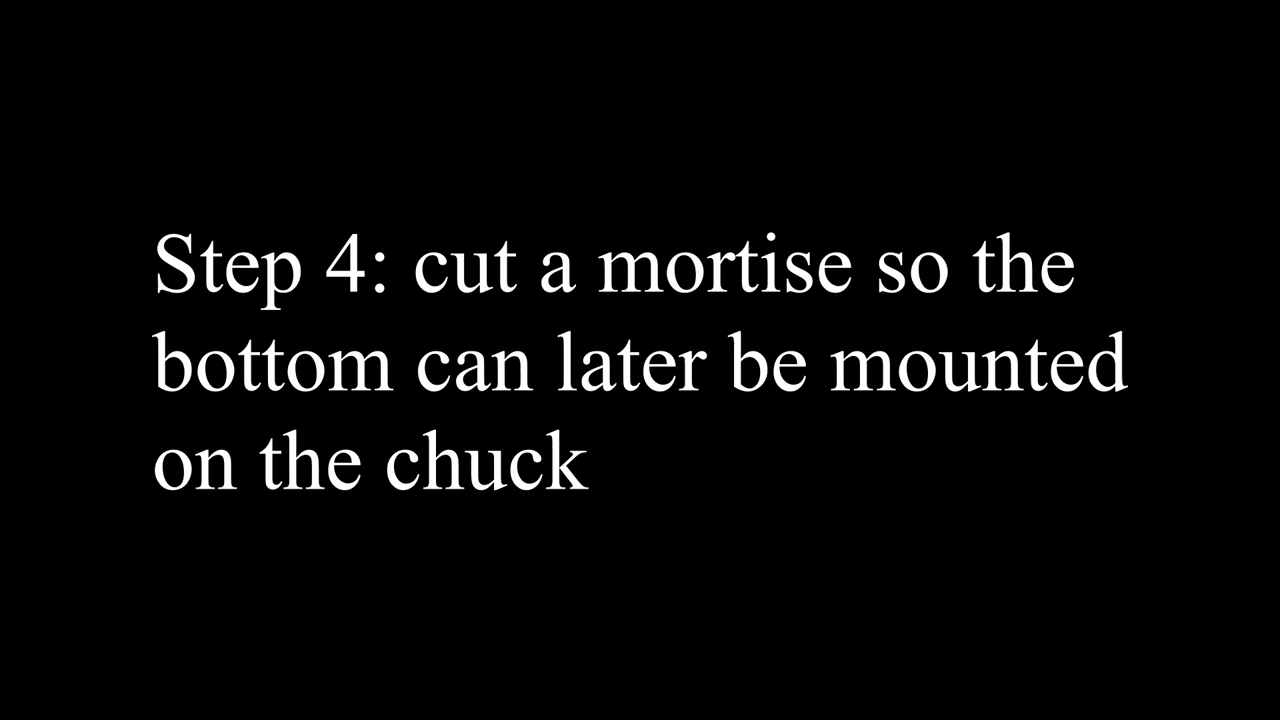 Step 4: cut a mortise so the
bottom can later be mounted
on the chuck